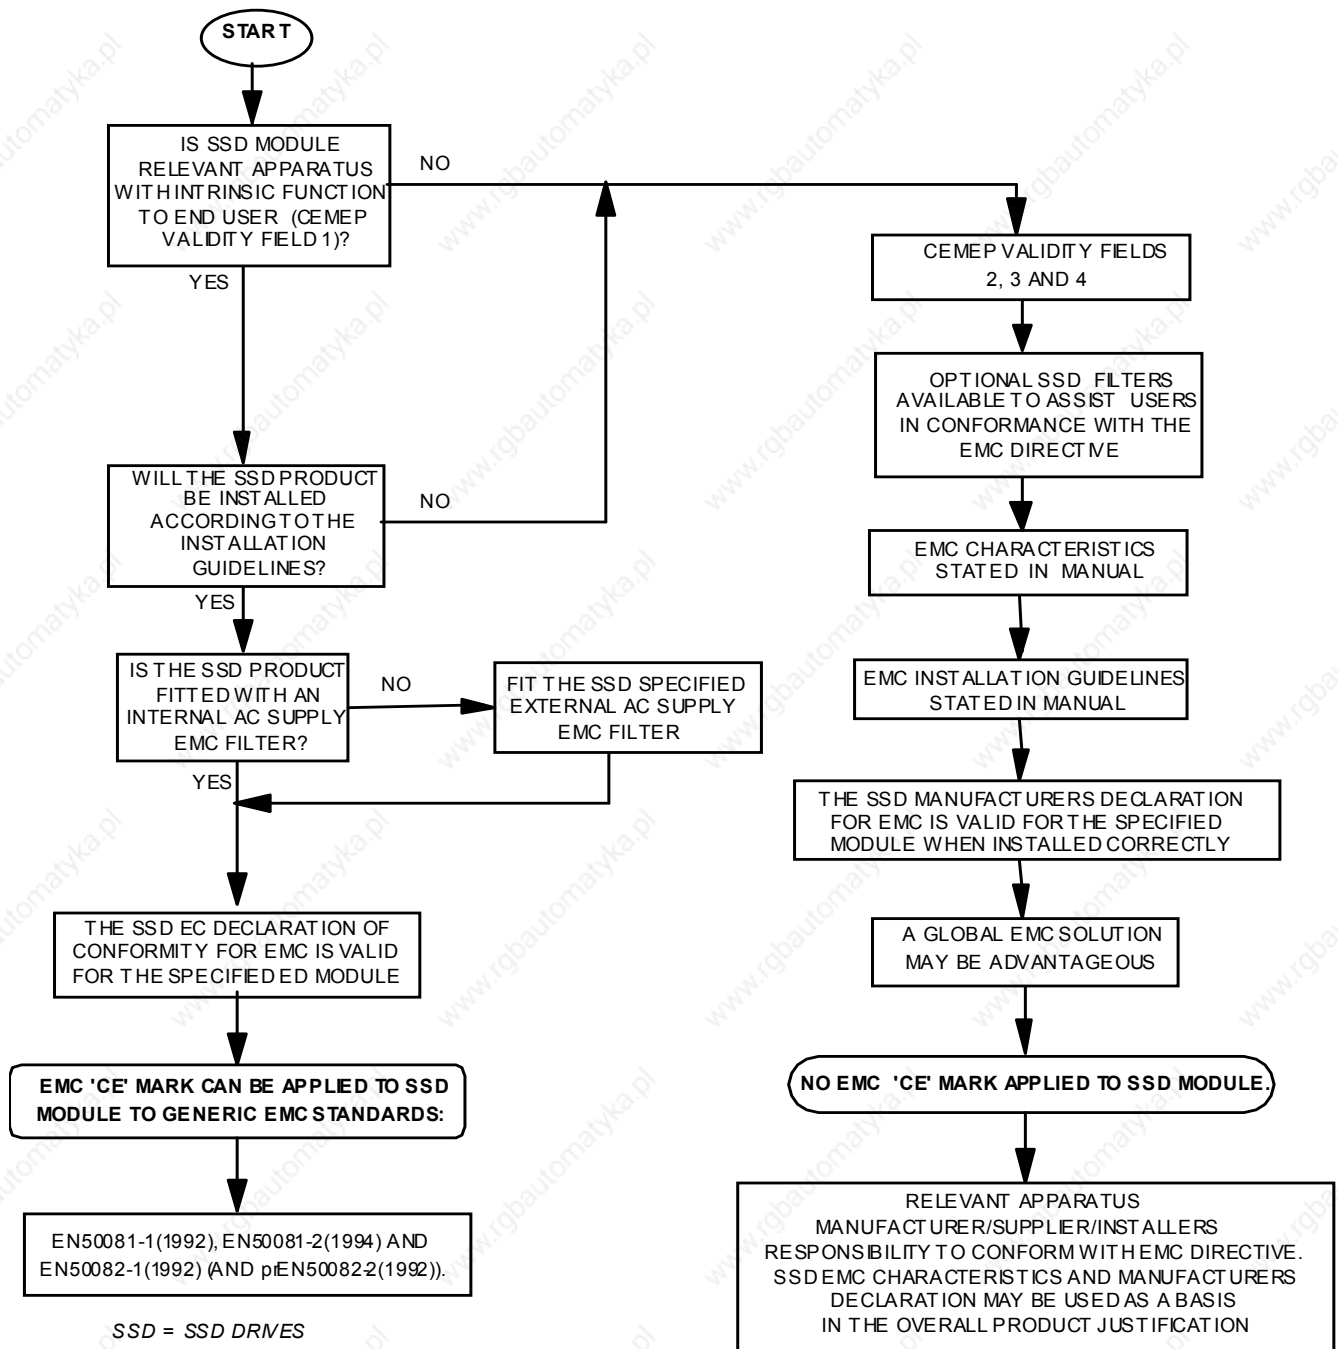 START
IS SSD MODULE
RELEVANT APPARATUS
WITH INTRINSIC FUNCTION
TO END USER (CEMEP
VALIDITY FIELD 1)?
NO
YES
WILL THE SSD PRODUCT
BE INSTALLED
ACCORDING TO THE
INSTALLATION
GUIDELINES?
NO
YES
IS THE SSD PRODUCT
FITTED WITH AN
INTERNAL AC SUPPLY
EMC FILTER?
NO
YES
FIT THE SSD SPECIFIED
EXTERNAL AC SUPPLY
EMC FILTER
THE SSD EC DECLARATION OF
CONFORMITY FOR EMC IS VALID
FOR THE SPECIFIED ED MODULE
EMC 'CE' MARK CAN BE APPLIED TO SSD
MODULE TO GENERIC EMC STANDARDS:
EN50081-1(1992), EN50081-2(1994) AND
EN50082-1(1992) (AND prEN50082-2(1992)).
SSD = SSD DRIVES
CEMEP VALIDITY FIELDS
2, 3 AND 4
OPTIONAL SSD FILTERS
AVAILABLE TO ASSIST USERS
IN CONFORMANCE WITH THE
EMC DIRECTIVE
EMC CHARACTERISTICS
STATED IN MANUAL
EMC INSTALLATION GUIDELINES
STATED IN MANUAL
THE SSD MANUFACTURERS DECLARATION
FOR EMC IS VALID FOR THE SPECIFIED
MODULE WHEN INSTALLED CORRECTLY
A GLOBAL EMC SOLUTION
MAY BE ADVANTAGEOUS
NO EMC 'CE' MARK APPLIED TO SSD MODULE.
RELEVANT APPARATUS
MANUFACTURER/SUPPLIER/INSTALLERS
RESPONSIBILITY TO CONFORM WITH EMC DIRECTIVE.
SSD EMC CHARACTERISTICS AND MANUFACTURERS
DECLARATION MAY BE USED AS A BASIS
IN THE OVERALL PRODUCT JUSTIFICATION
www.rgbautomatyka.pl